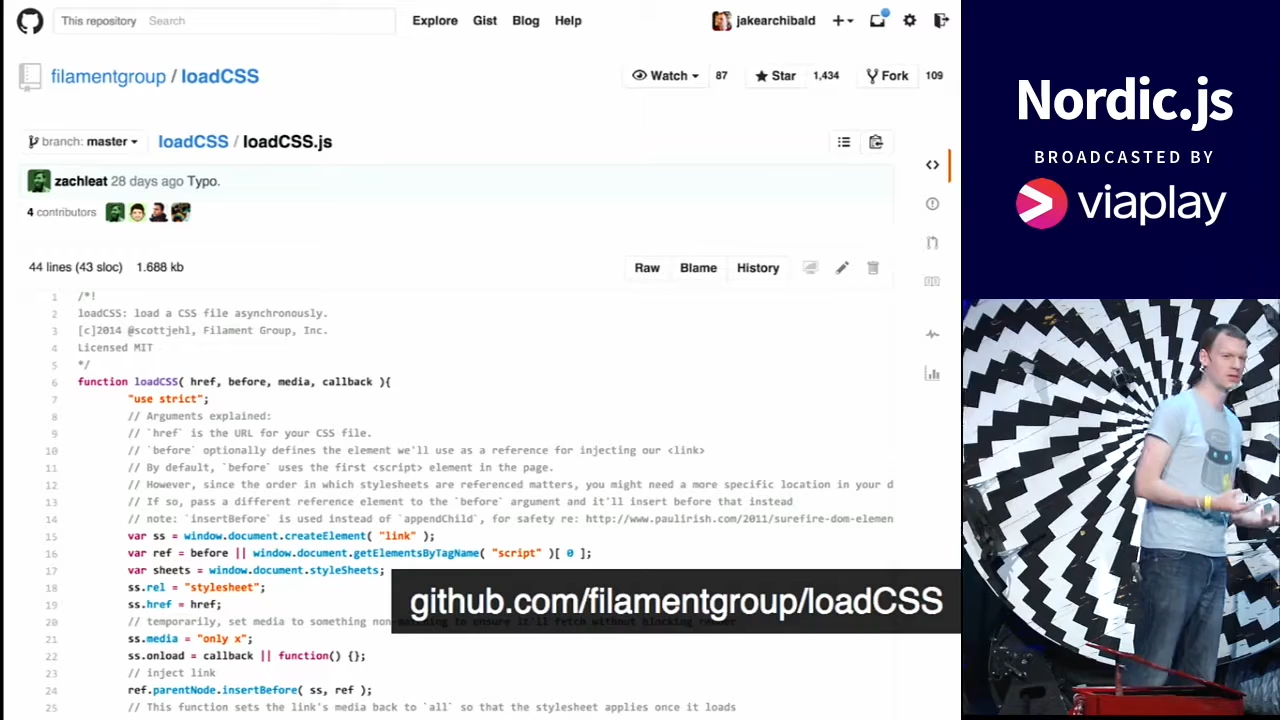 This repository Search Explore Gist Blog Help jakearchibald
filamentgroup / loadCSS Watch 87 Star 1,434 Fork 109
branch: master loadCSS / loadCSS.js
zachleat 28 days ago Typo.
4 contributors
44 lines (43 sloc) 1.688 kb Raw Blame History
1 /*!
2 loadCSS: load a CSS file asynchronously.
3 [c]2014 @scottjehl, Filament Group, Inc.
4 Licensed MIT
5 */
6 function loadCSS( href, before, media, callback ){
7 "use strict";
8 // Arguments explained:
9 // `href` is the URL for your CSS file.
10 // `before` optionally defines the element we'll use as a reference for injecting our <link>
11 // By default, `before` uses the first <script> element in the page.
12 // However, since the order in which stylesheets are referenced matters, you might need a more specific location in your d
13 // If so, pass a different reference element to the `before` argument and it'll insert before that instead
14 // note: `insertBefore` is used instead of `appendChild`, for safety re: http://www.paulirish.com/2011/surefire-dom-elemen
15 var ss = window.document.createElement( "link" );
16 var ref = before || window.document.getElementsByTagName( "script" )[ 0 ];
17 var sheets = window.document.styleSheets;
18 ss.rel = "stylesheet";
19 ss.href = href;
20 // temporarily, set media to something non-matching to ensure it'll fetch without blocking render
21 ss.media = "only x";
22 ss.onload = callback || function() {};
23 // inject link
24 ref.parentNode.insertBefore( ss, ref );
25 // This function sets the link's media back to `all` so that the stylesheet applies once it loads
github.com/filamentgroup/loadCSS
Nordic.js
BROADCASTED BY
viaplay